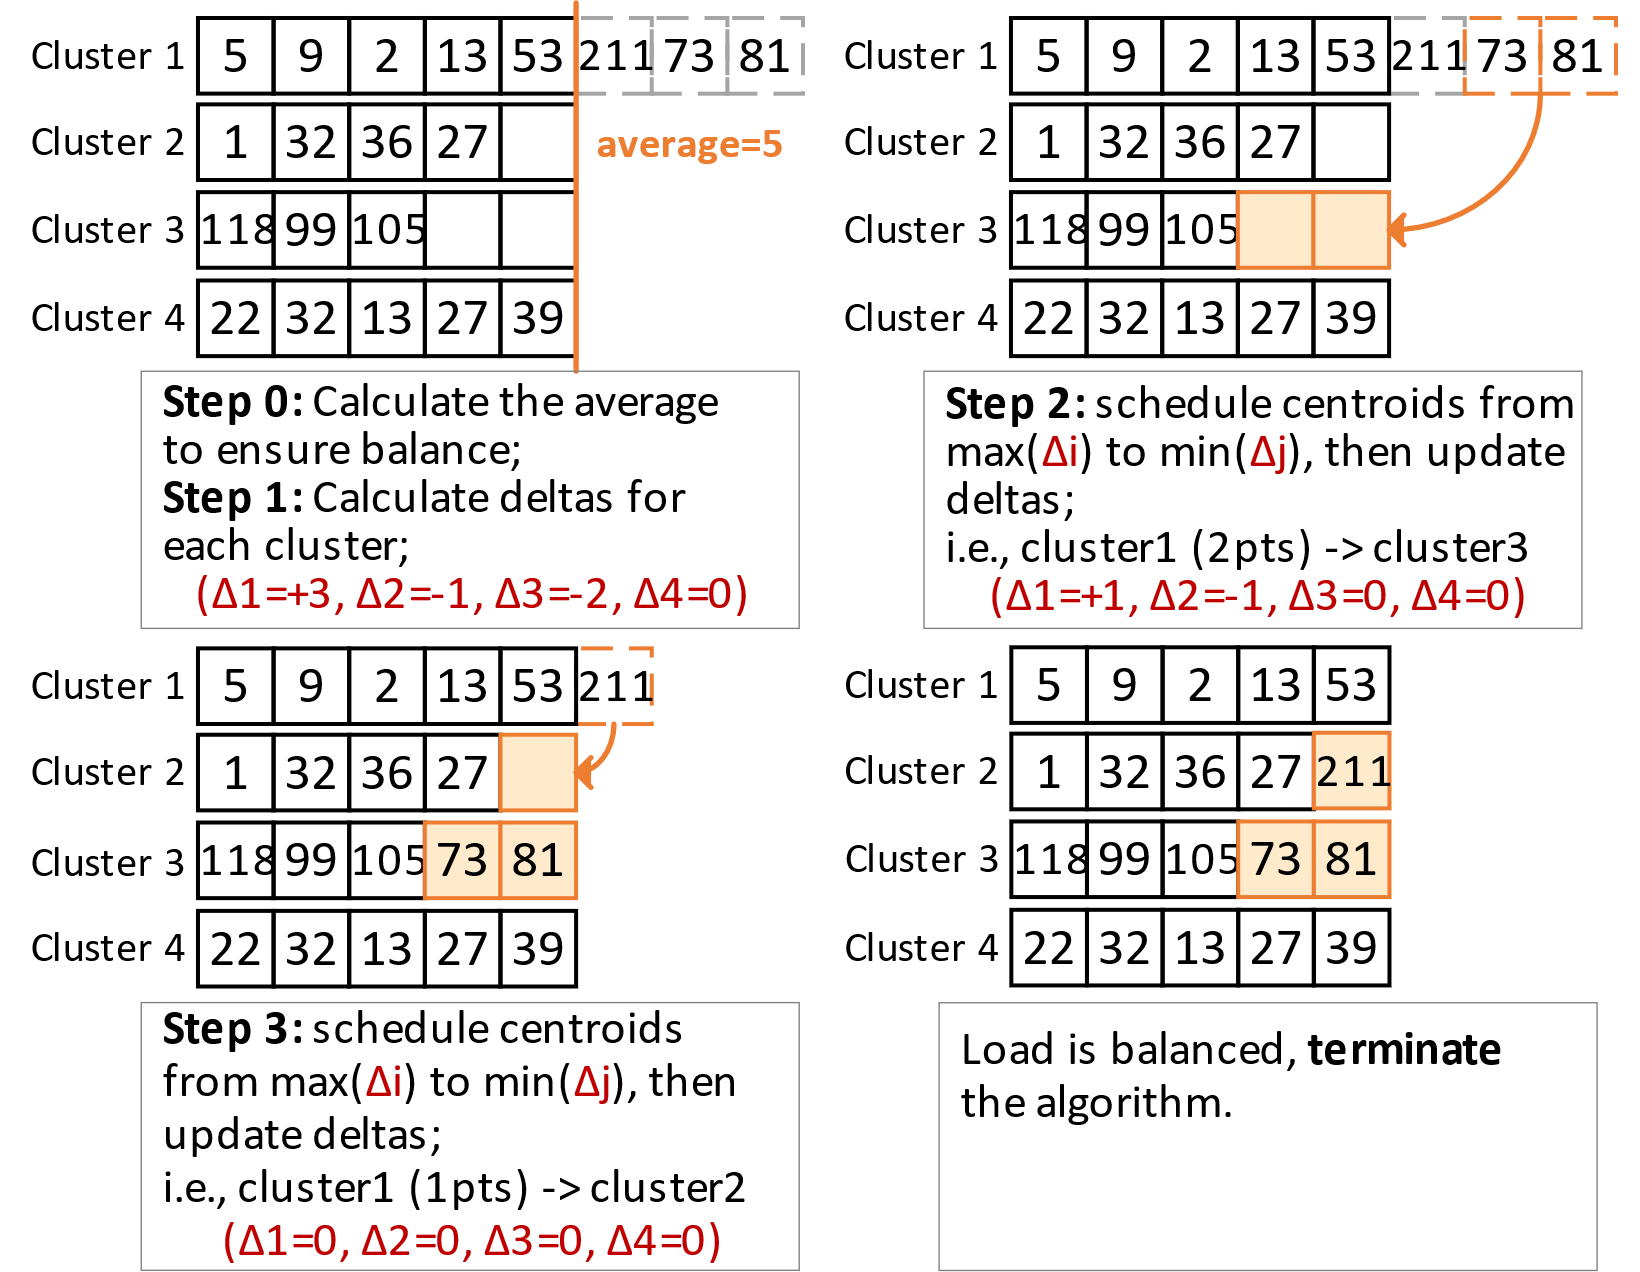 Cluster 1 5 9 2 13 53 211 73 81
Cluster 2 1 32 36 27
average=5
Cluster 3 118 99 105
Cluster 4 22 32 13 27 39
Step 0: Calculate the average
to ensure balance;
Step 1: Calculate deltas for
each cluster;
(Δ1=+3, Δ2=-1, Δ3=-2, Δ4=0)
Cluster 1 5 9 2 13 53 211 73 81
Cluster 2 1 32 36 27
Cluster 3 118 99 105
Cluster 4 22 32 13 27 39
Step 2: schedule centroids from
max(Δi) to min(Δj), then update
deltas;
i.e., cluster1 (2pts) -> cluster3
(Δ1=+1, Δ2=-1, Δ3=0, Δ4=0)
Cluster 1 5 9 2 13 53 211
Cluster 2 1 32 36 27
Cluster 3 118 99 105 73 81
Cluster 4 22 32 13 27 39
Step 3: schedule centroids
from max(Δi) to min(Δj), then
update deltas;
i.e., cluster1 (1pts) -> cluster2
(Δ1=0, Δ2=0, Δ3=0, Δ4=0)
Cluster 1 5 9 2 13 53
Cluster 2 1 32 36 27 211
Cluster 3 118 99 105 73 81
Cluster 4 22 32 13 27 39
Load is balanced, terminate
the algorithm.